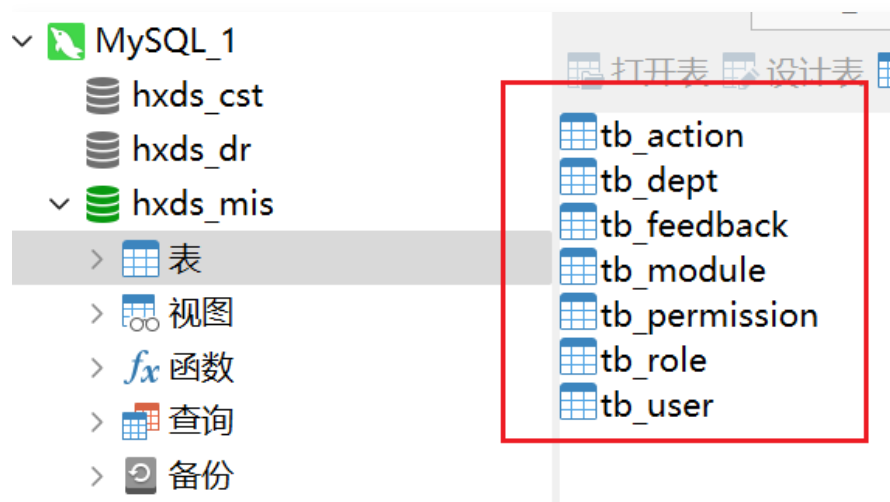 MySQL_1
hxds_cst
hxds_dr
hxds_mis
表
视图
fx 函数
查询
备份
打开表 设计表
tb_action
tb_dept
tb_feedback
tb_module
tb_permission
tb_role
tb_user